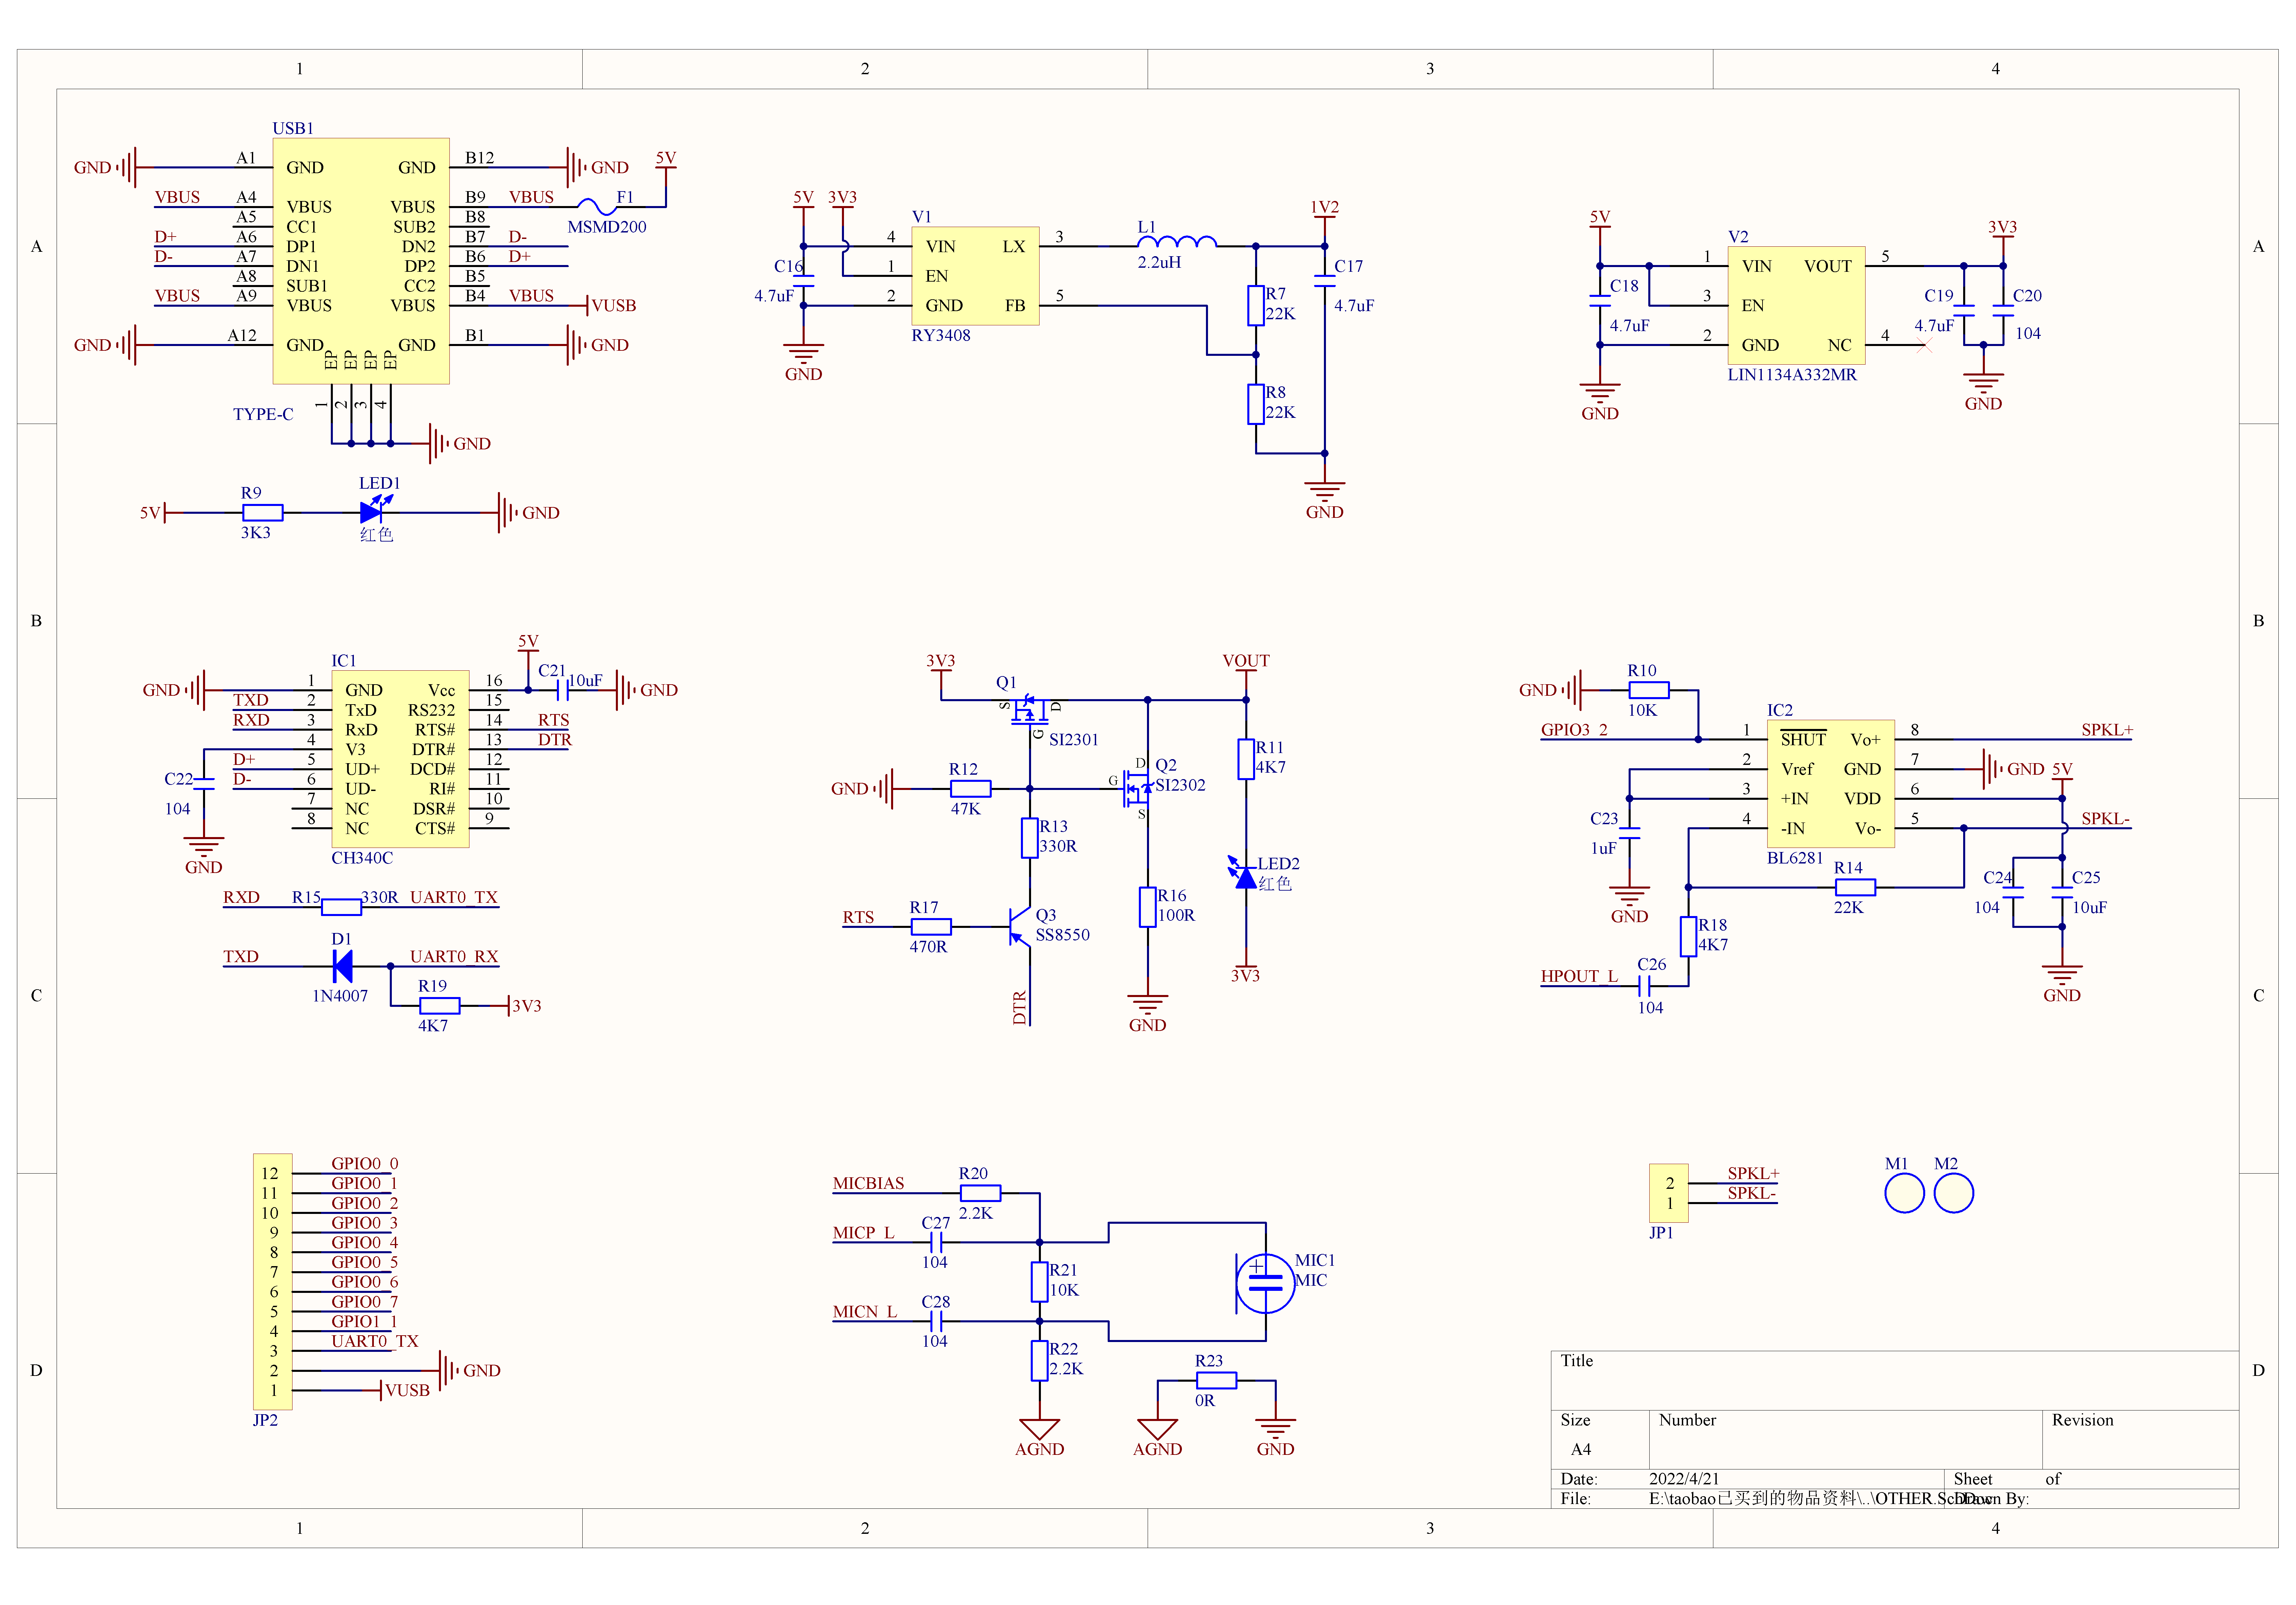 1
2
3
4
A
B
C
D
A
B
C
D
USB1
GND
A1
GND
GND
B12
GND
5V
VBUS
A4
VBUS
VBUS
B9
VBUS
F1
MSMD200
A5
CC1
SUB2
B8
D+
A6
DP1
DN2
B7
D-
D-
A7
DN1
DP2
B6
D+
A8
SUB1
CC2
B5
VBUS
A9
VBUS
VBUS
B4
VBUS
VUSB
GND
A12
GND
GND
B1
GND
EP
EP
EP
EP
1
2
3
4
TYPE-C
GND
5V
R9
3K3
LED1
红色
GND
5V
3V3
V1
4
VIN
LX
3
L1
2.2uH
1V2
C16
4.7uF
1
EN
2
GND
FB
5
RY3408
GND
R7
22K
R8
22K
C17
4.7uF
GND
5V
V2
1
VIN
VOUT
5
3V3
3
EN
2
GND
NC
4
LIN1134A332MR
C18
4.7uF
GND
C19
4.7uF
C20
104
GND
IC1
5V
C21
10uF
GND
GND
1
GND
Vcc
16
TXD
2
TxD
RS232
15
RXD
3
RxD
RTS#
14
RTS
4
V3
DTR#
13
DTR
D+
5
UD+
DCD#
12
D-
6
UD-
RI#
11
7
NC
DSR#
10
8
NC
CTS#
9
CH340C
C22
104
GND
RXD
R15
330R
UART0_TX
TXD
D1
1N4007
UART0_RX
R19
4K7
3V3
3V3
Q1
S
D
G
SI2301
VOUT
GND
R12
47K
D
G
S
Q2
SI2302
R11
4K7
R13
330R
LED2
红色
R16
100R
RTS
R17
470R
Q3
SS8550
DTR
GND
3V3
GND
R10
10K
IC2
GPIO3_2
1
SHUT
Vo+
8
SPKL+
2
Vref
GND
7
GND
5V
3
+IN
VDD
6
4
-IN
Vo-
5
SPKL-
BL6281
C23
1uF
GND
R14
22K
C24
104
C25
10uF
GND
R18
4K7
HPOUT_L
C26
104
12
GPIO0_0
11
GPIO0_1
10
GPIO0_2
9
GPIO0_3
8
GPIO0_4
7
GPIO0_5
6
GPIO0_6
5
GPIO0_7
4
GPIO1_1
3
UART0_TX
2
GND
1
VUSB
JP2
MICBIAS
R20
2.2K
MICP_L
C27
104
R21
10K
MIC1
MIC
+
MICN_L
C28
104
R22
2.2K
AGND
R23
0R
AGND
GND
2
SPKL+
1
SPKL-
JP1
M1
M2
Title
Size
A4
Number
Revision
Date:
2022/4/21
Sheet
of
File:
E:\taobao已买到的物品资料\..\OTHER.SchDoc
Drawn By:
1
2
3
4